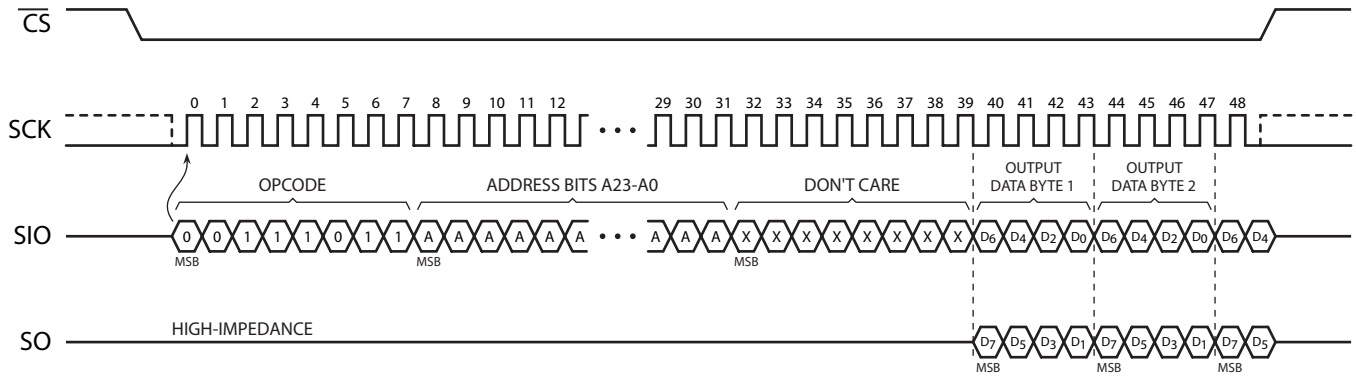 CS
SCK
0 1 2 3 4 5 6 7 8 9 10 11 12 29 30 31 32 33 34 35 36 37 38 39 40 41 42 43 44 45 46 47 48
OPCODE
ADDRESS BITS A23-A0
DON'T CARE
OUTPUT
DATA BYTE 1
OUTPUT
DATA BYTE 2
SIO
0 0 1 1 1 0 1 1 A A A A A A A A A X X X X X X X X D6 D4 D2 D0 D6 D4 D2 D0 D6 D4
MSB MSB MSB
HIGH-IMPEDANCE
SO
D7 D5 D3 D1 D7 D5 D3 D1 D7 D5
MSB MSB MSB